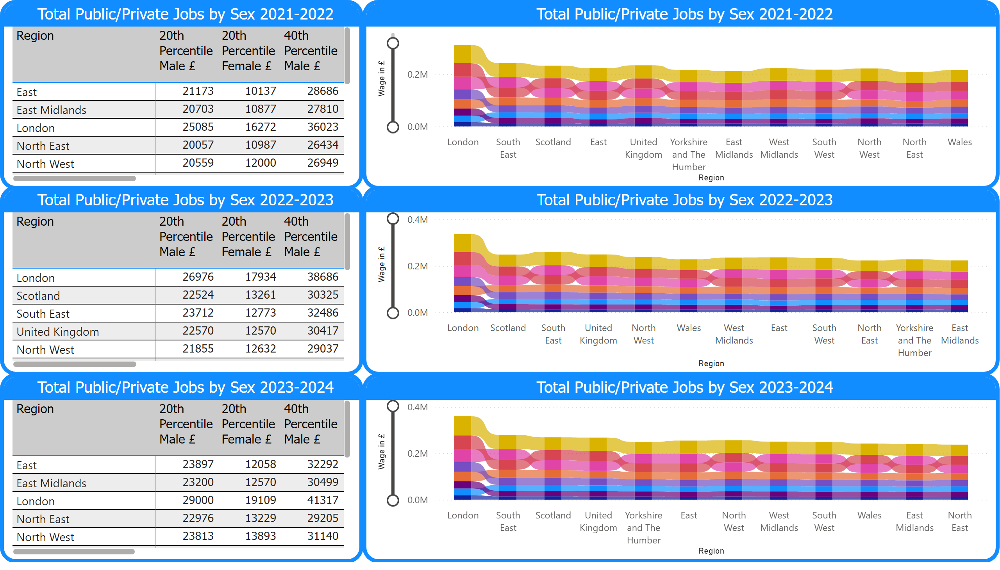 Total Public/Private Jobs by Sex 2021-2022
Region 20th Percentile Male £ 20th Percentile Female £ 40th Percentile Male £
East 21173 10137 28686
East Midlands 20703 10877 27810
London 25085 16272 36023
North East 20057 10987 26434
North West 20559 12000 26949
Total Public/Private Jobs by Sex 2021-2022
Wage in £
0.2M
0.0M
London South East Scotland East United Kingdom Yorkshire and The Humber East Midlands West Midlands South West North West North East Wales
Region
Total Public/Private Jobs by Sex 2022-2023
Region 20th Percentile Male £ 20th Percentile Female £ 40th Percentile Male £
London 26976 17934 38686
Scotland 22524 13261 30325
South East 23712 12773 32486
United Kingdom 22570 12570 30417
North West 21855 12632 29037
Total Public/Private Jobs by Sex 2022-2023
Wage in £
0.4M
0.2M
0.0M
London Scotland South East United Kingdom North West Wales West Midlands East South West North East Yorkshire and The Humber East Midlands
Region
Total Public/Private Jobs by Sex 2023-2024
Region 20th Percentile Male £ 20th Percentile Female £ 40th Percentile Male £
East 23897 12058 32292
East Midlands 23200 12570 30499
London 29000 19109 41317
North East 22976 13229 29205
North West 23813 13893 31140
Total Public/Private Jobs by Sex 2023-2024
Wage in £
0.4M
0.2M
0.0M
London South East Scotland United Kingdom Yorkshire and The Humber East North West West Midlands South West Wales East Midlands North East
Region